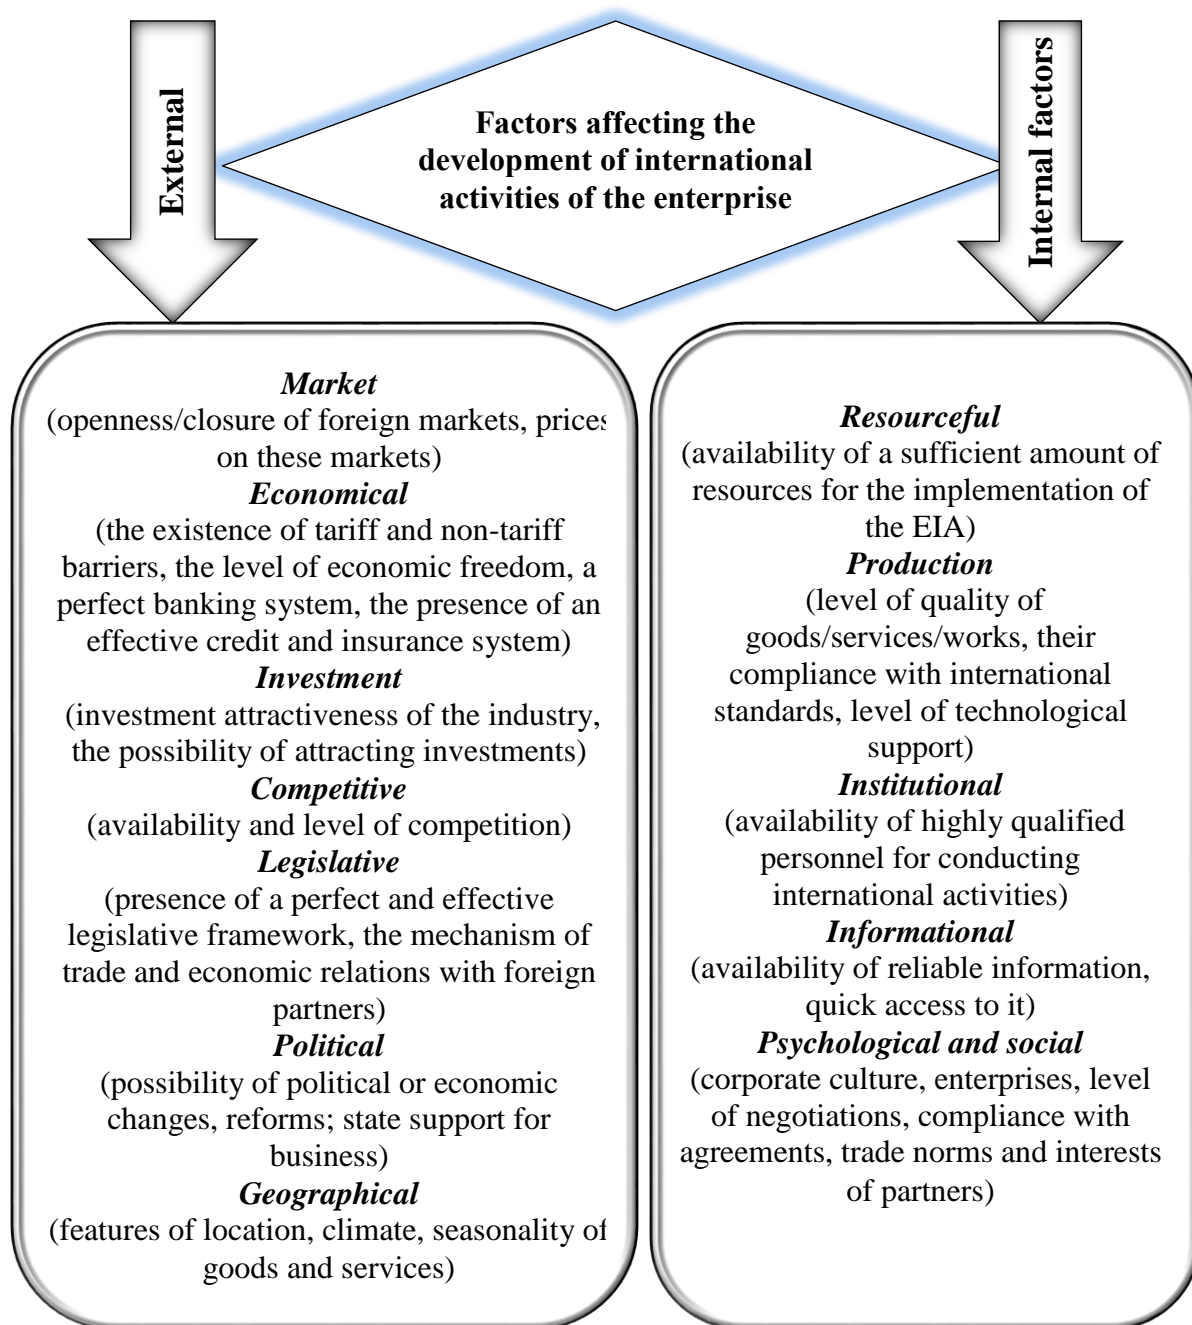 External
Factors affecting the
development of international
activities of the enterprise
Internal factors
Market
(openness/closure of foreign markets, prices
on these markets)
Economical
(the existence of tariff and non-tariff
barriers, the level of economic freedom, a
perfect banking system, the presence of an
effective credit and insurance system)
Investment
(investment attractiveness of the industry,
the possibility of attracting investments)
Competitive
(availability and level of competition)
Legislative
(presence of a perfect and effective
legislative framework, the mechanism of
trade and economic relations with foreign
partners)
Political
(possibility of political or economic
changes, reforms; state support for
business)
Geographical
(features of location, climate, seasonality of
goods and services)
Resourceful
(availability of a sufficient amount of
resources for the implementation of
the EIA)
Production
(level of quality of
goods/services/works, their
compliance with international
standards, level of technological
support)
Institutional
(availability of highly qualified
personnel for conducting
international activities)
Informational
(availability of reliable information,
quick access to it)
Psychological and social
(corporate culture, enterprises, level
of negotiations, compliance with
agreements, trade norms and interests
of partners)